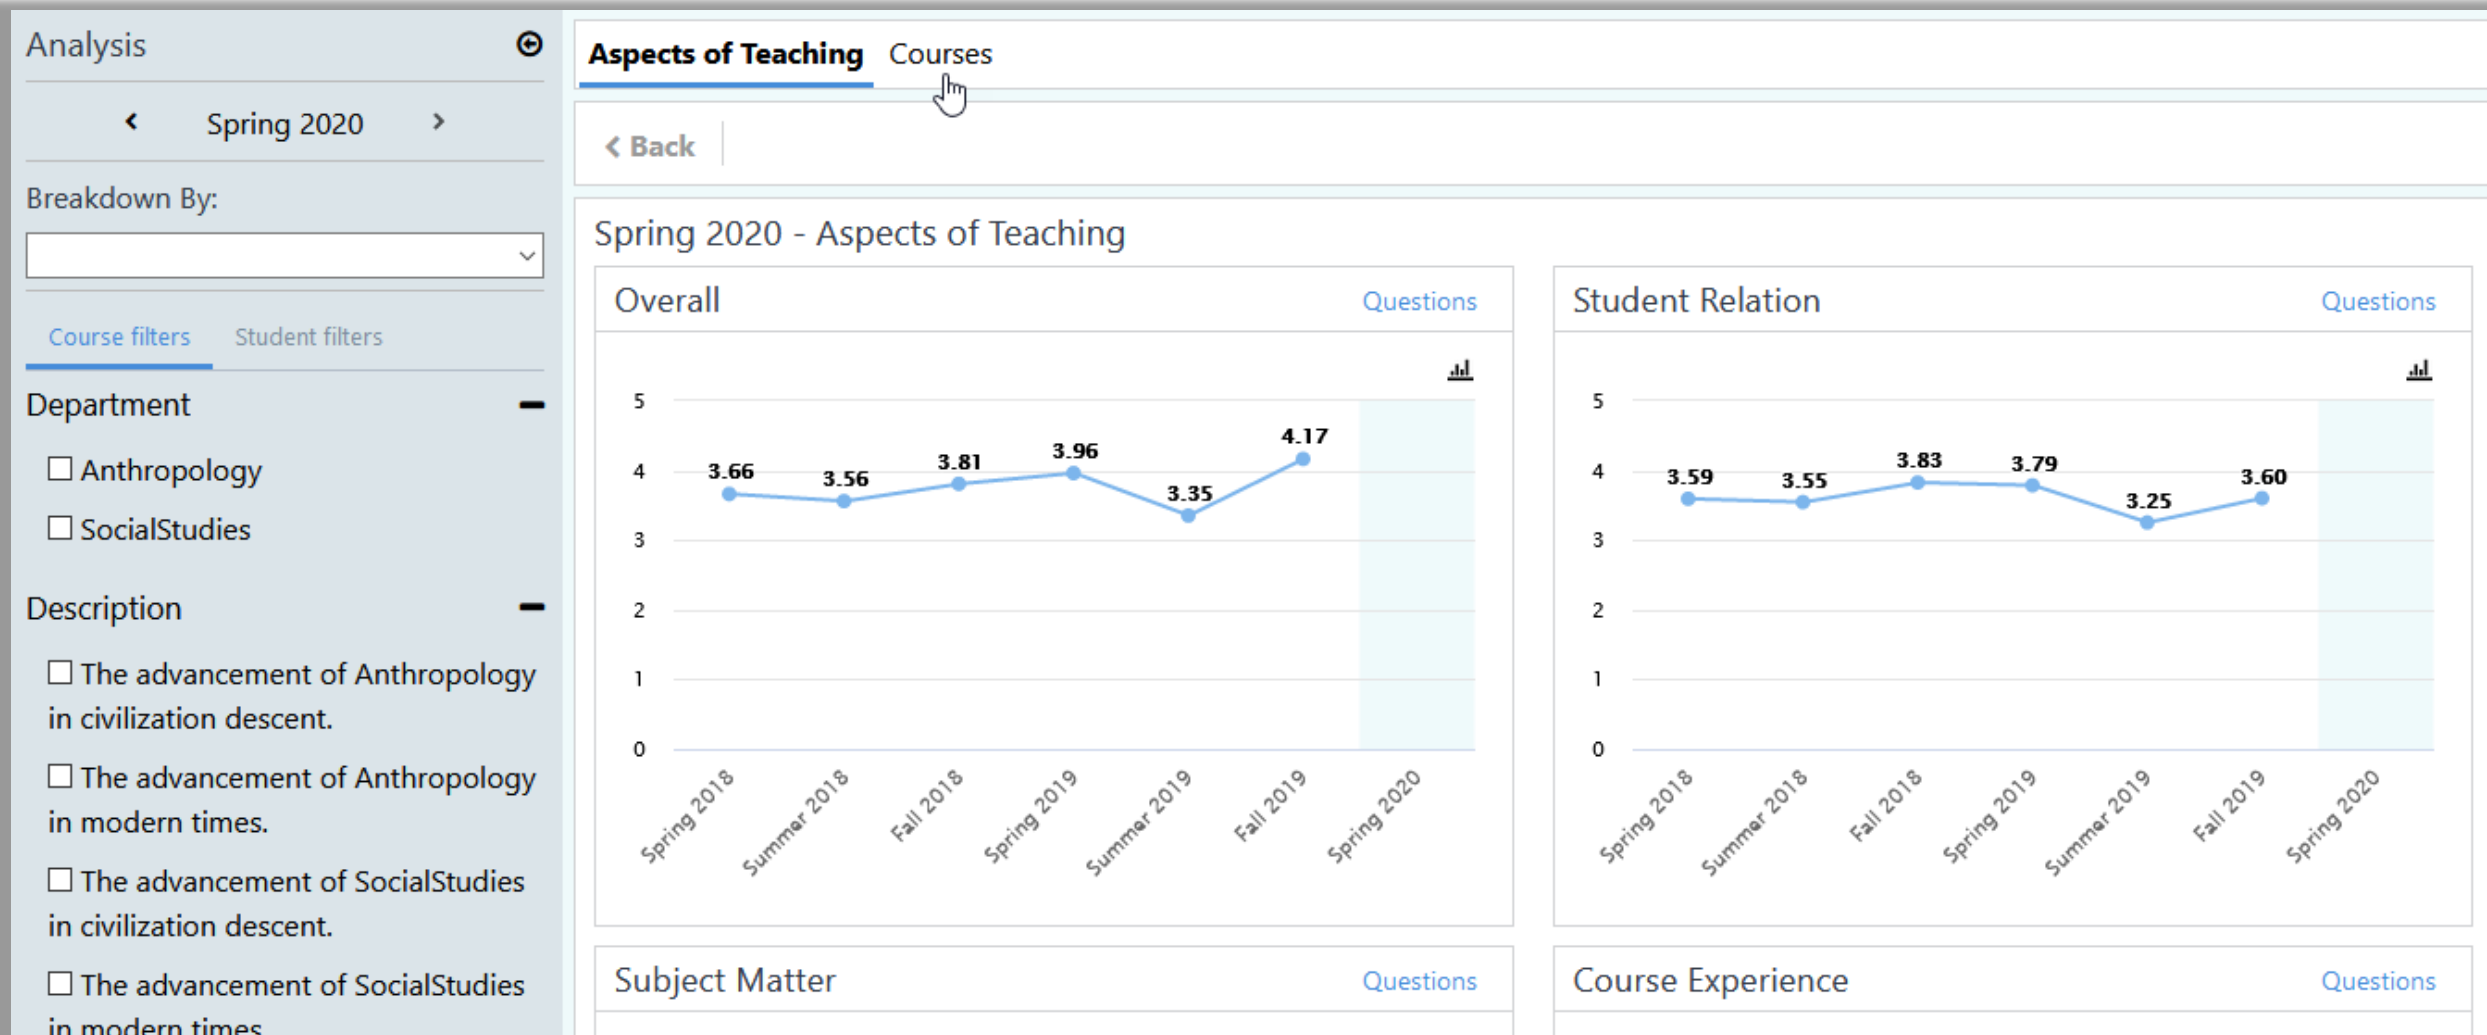 Analysis
Spring 2020
Breakdown By:
Course filters Student filters
Department
Anthropology
SocialStudies
Description
The advancement of Anthropology
in civilization descent.
The advancement of Anthropology
in modern times.
The advancement of SocialStudies
in civilization descent.
The advancement of SocialStudies
in modern times
Aspects of Teaching Courses
Back
Spring 2020 - Aspects of Teaching
Overall Questions
5
4
3
2
1
0
3.66 3.56 3.81 3.96 3.35 4.17
Spring 2018 Summer 2018 Fall 2018 Spring 2019 Summer 2019 Fall 2019 Spring 2020
Student Relation Questions
5
4
3
2
1
0
3.59 3.55 3.83 3.79 3.25 3.60
Spring 2018 Summer 2018 Fall 2018 Spring 2019 Summer 2019 Fall 2019 Spring 2020
Subject Matter Questions
Course Experience Questions